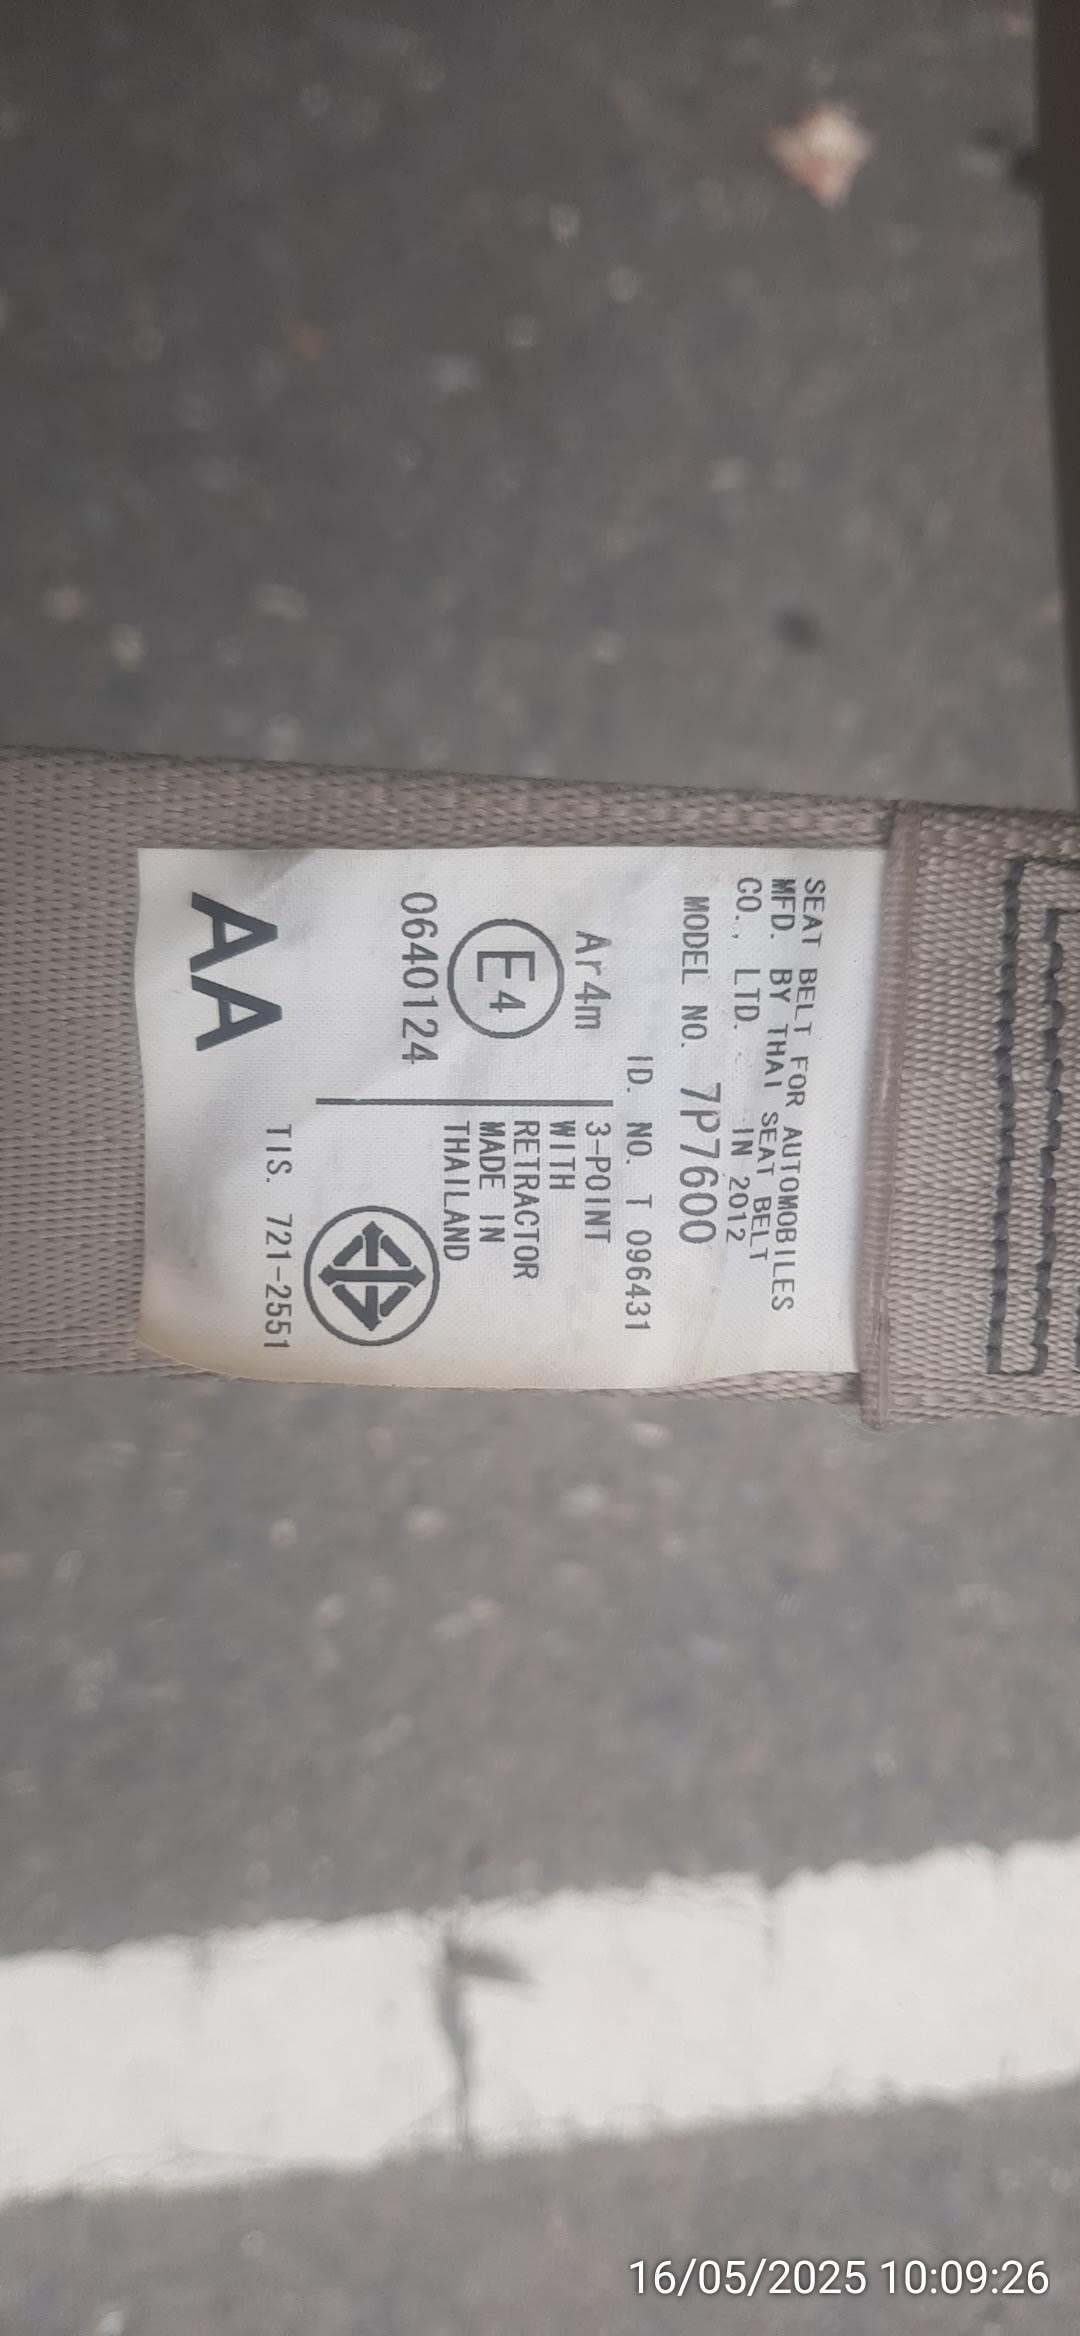 SEAT BELT FOR AUTOMOBILES
MFD. BY THAI SEAT BELT
CO., LTD. IN 2012
MODEL NO. 7P7600
ID. NO. T 096431
Ar4m
E4
0640124
3-POINT
WITH
RETRACTOR
MADE IN
THAILAND
AA
TIS. 721-2551
16/05/2025 10:09:26